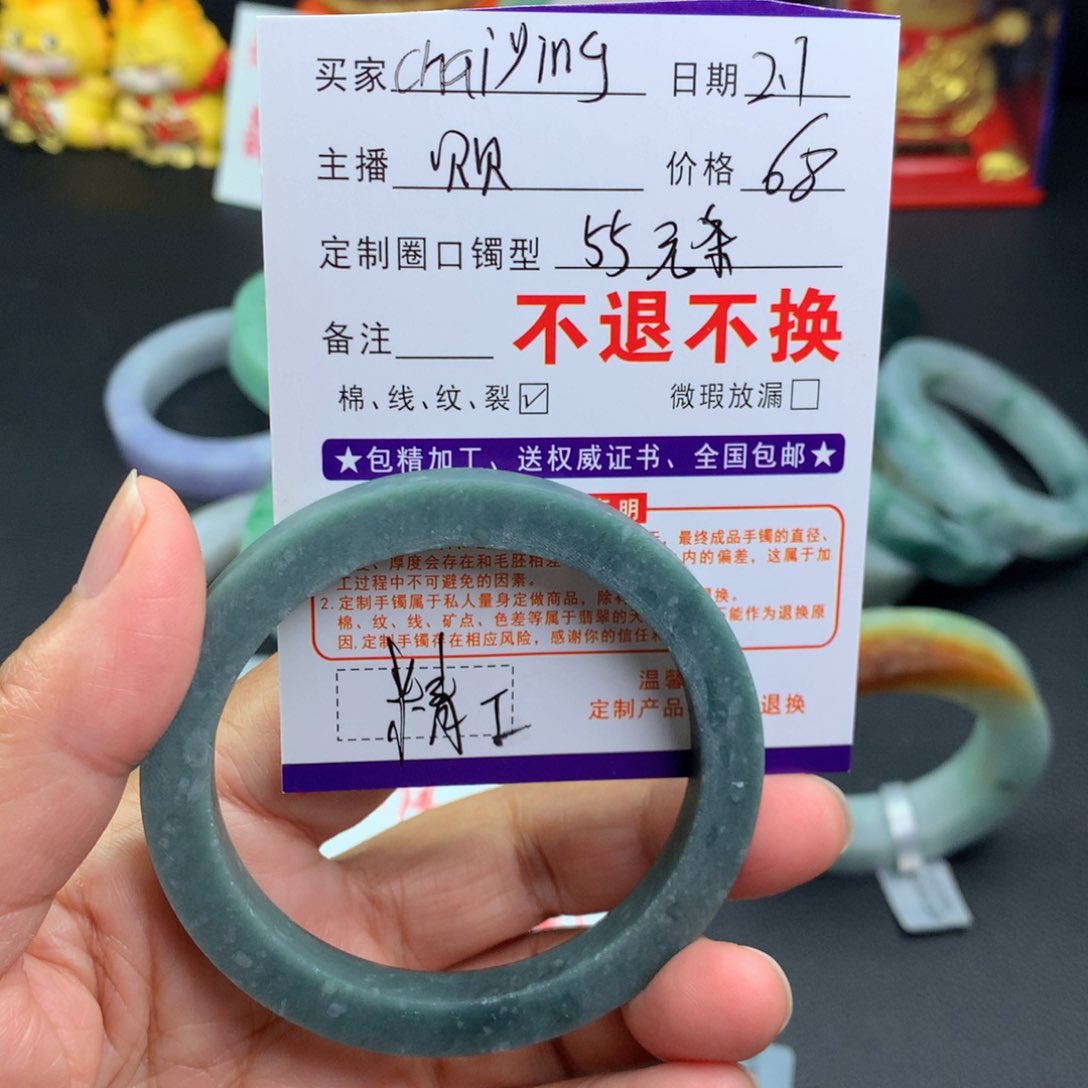 买家 chaiying 日期 2.7
主播 贝贝 价格 68
定制圈口镯型 55元条
备注 不退不换
棉、线、纹、裂☑ 微瑕放漏☐
★包精加工、送权威证书、全国包邮★
明
最终成品手镯的直径、
厚度会存在和毛胚相差 内的偏差，这属于加
工过程中不可避免的因素。
2.定制手镯属于私人量身定做商品，除 退换。
棉、纹、线、矿点、色差等属于翡翠的天 能作为退换原
因,定制手镯存在相应风险，感谢你的信任和
精工
温馨
定制产品 退换